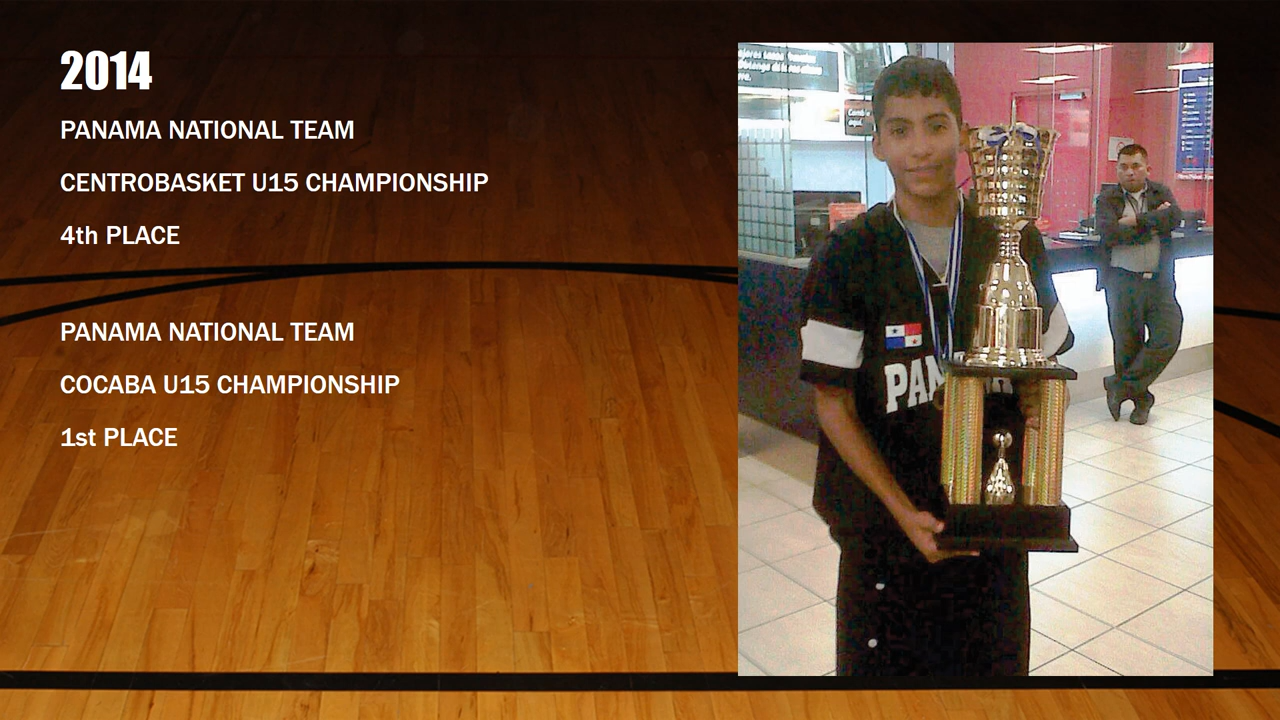 2014
PANAMA NATIONAL TEAM
CENTROBASKET U15 CHAMPIONSHIP
4th PLACE
PANAMA NATIONAL TEAM
COCABA U15 CHAMPIONSHIP
1st PLACE
PAN